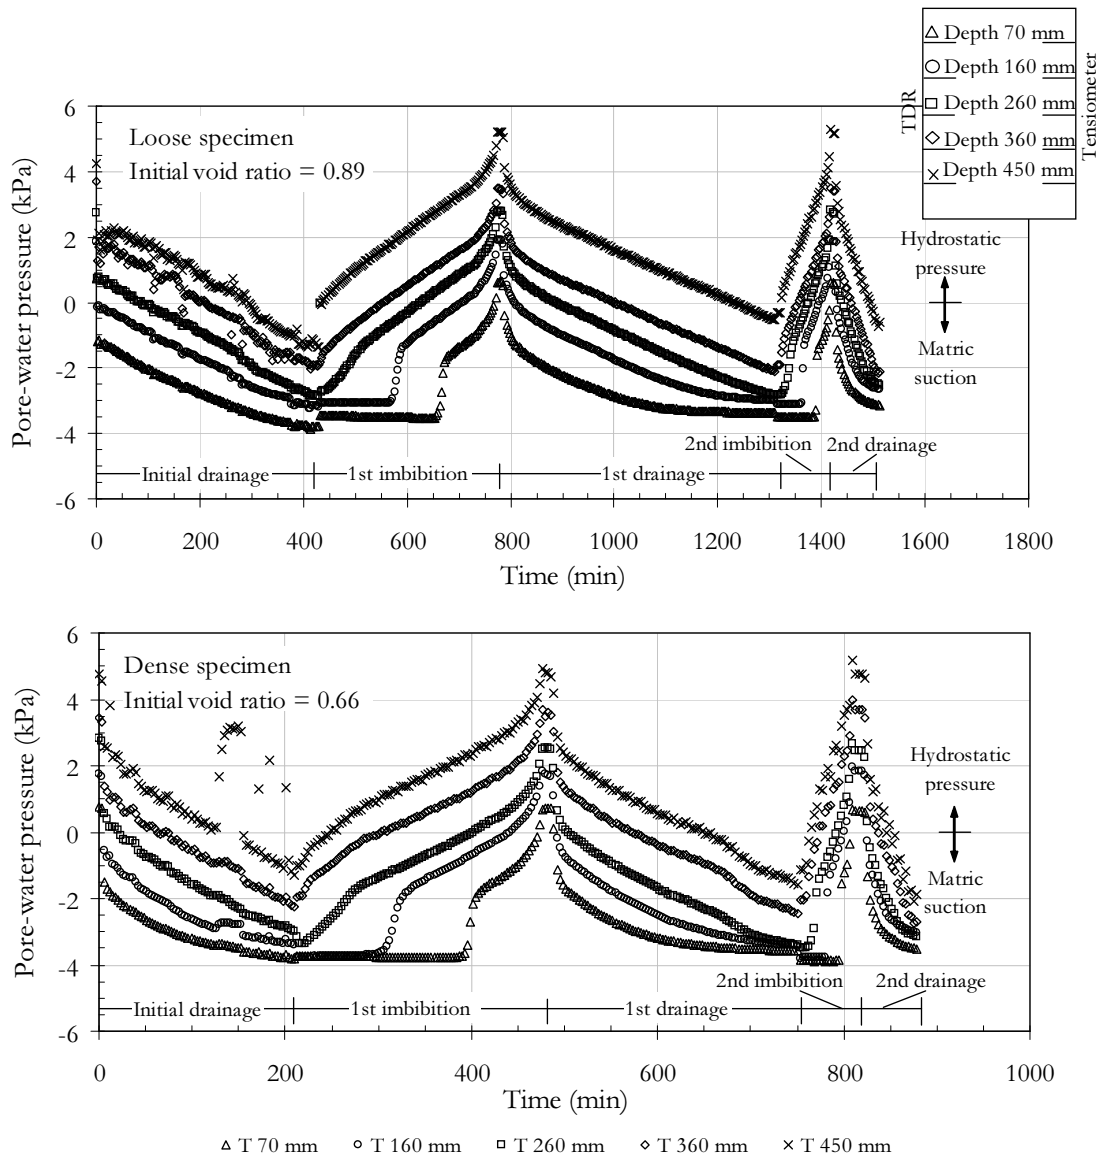 Depth 70 mm
Depth 160 mm
Depth 260 mm
Depth 360 mm
Depth 450 mm
TDR
Tensiometer
Loose specimen
Initial void ratio = 0.89
Pore-water pressure (kPa)
6
4
2
0
-2
-4
-6
Hydrostatic
pressure
Matric
suction
2nd imbibition
2nd drainage
Initial drainage
1st imbibition
1st drainage
0 200 400 600 800 1000 1200 1400 1600 1800
Time (min)
Dense specimen
Initial void ratio = 0.66
Pore-water pressure (kPa)
6
4
2
0
-2
-4
-6
Hydrostatic
pressure
Matric
suction
2nd imbibition
2nd drainage
Initial drainage
1st imbibition
1st drainage
0 200 400 600 800 1000
Time (min)
T 70 mm T 160 mm T 260 mm T 360 mm T 450 mm